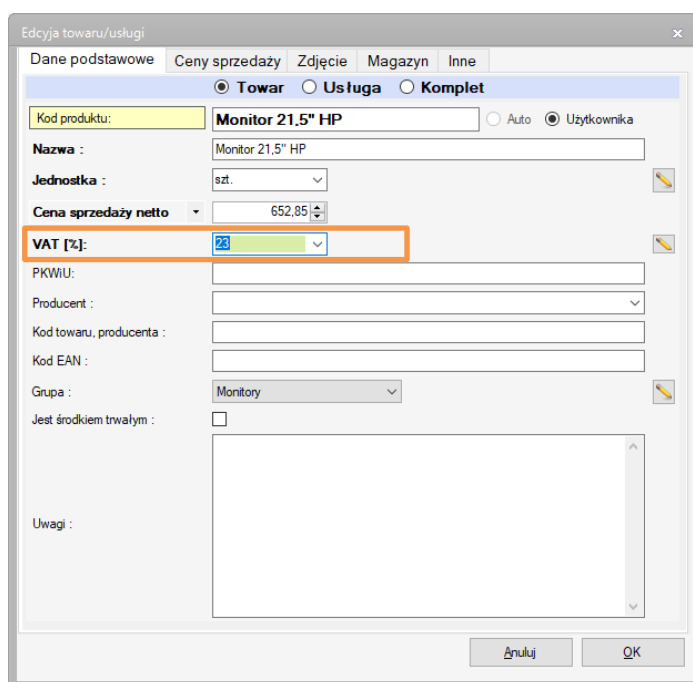 Edcyja towaru/usługi
Dane podstawowe Ceny sprzedaży Zdjęcie Magazyn Inne
Towar Usługa Komplet
Kod produktu: Monitor 21,5" HP Auto Użytkownika
Nazwa : Monitor 21,5" HP
Jednostka : szt.
Cena sprzedaży netto 652,85
VAT [%]: 23
PKWiU:
Producent :
Kod towaru, producenta :
Kod EAN :
Grupa : Monitory
Jest środkiem trwałym :
Uwagi :
Anuluj OK